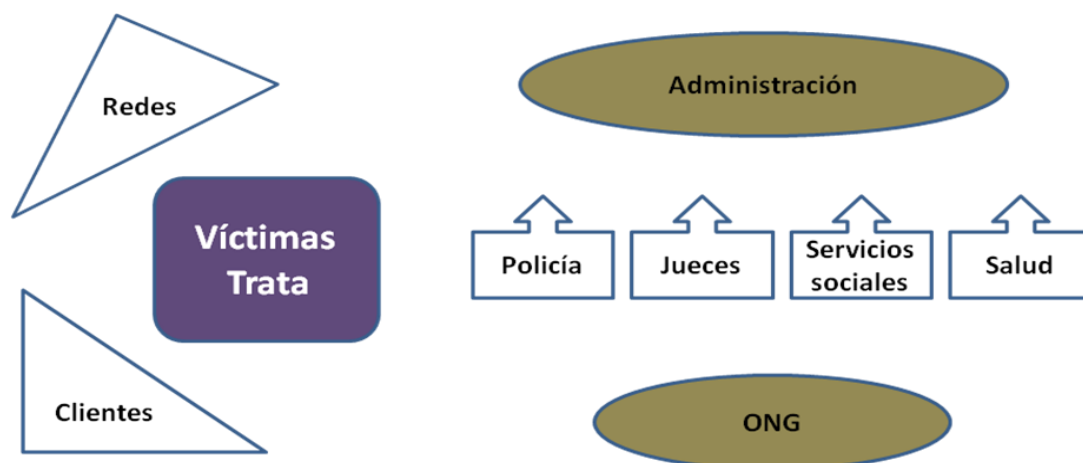 Redes
Administración
Víctimas
Trata
Policía
Jueces
Servicios
sociales
Salud
Clientes
ONG